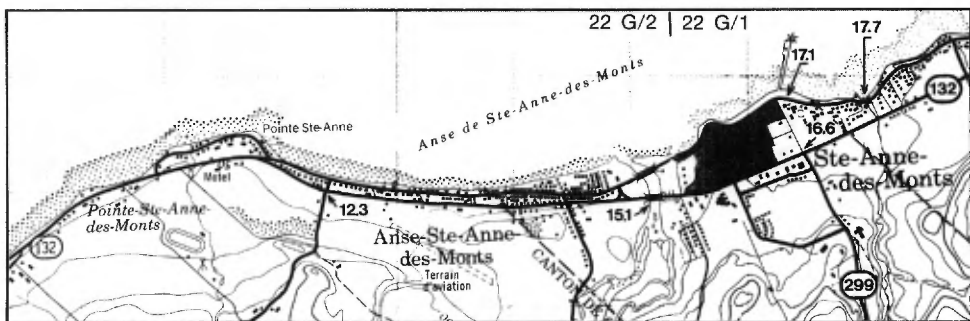 22 G/2 | 22 G/1
17.7
17.1
132
Anse de Ste-Anne-des-Monts
Pointe Ste-Anne
16.6
Ste-Anne-
des-Monts
Motel
Pointe-Ste-Anne-
des-Monts
12.3
15.1
132
Anse-Ste-Anne-
des-Monts
Terrain
d'aviation
CANTON DE
299